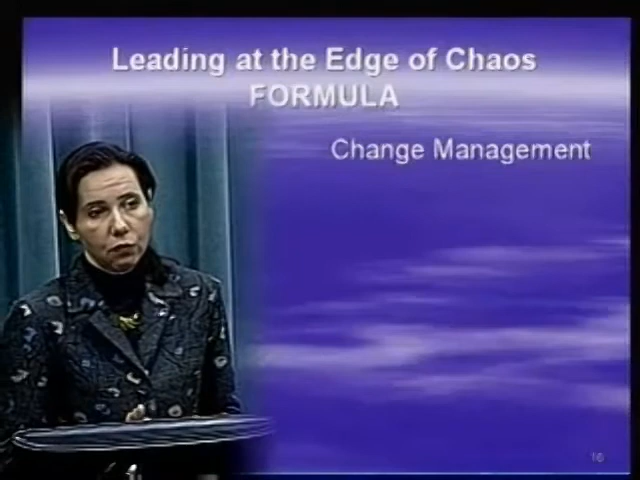 Leading at the Edge of Chaos
FORMULA
Change Management
16